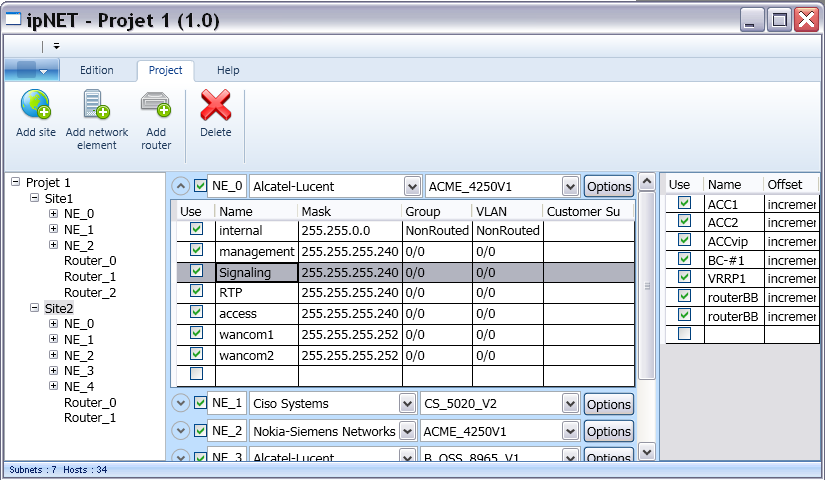 ipNET - Projet 1 (1.0)
Edition Project Help
Add site Add network element Add router Delete
Projet 1
Site1
NE_0
NE_1
NE_2
Router_0
Router_1
Router_2
Site2
NE_0
NE_1
NE_2
NE_3
NE_4
Router_0
Router_1
NE_0 Alcatel-Lucent ACME_4250V1 Options
Use Name Mask Group VLAN Customer Su
internal 255.255.0.0 NonRouted NonRouted
management 255.255.255.240 0/0 0/0
Signaling 255.255.255.240 0/0 0/0
RTP 255.255.255.240 0/0 0/0
access 255.255.255.240 0/0 0/0
wancom1 255.255.255.252 0/0 0/0
wancom2 255.255.255.252 0/0 0/0
NE_1 Ciso Systems CS_5020_V2 Options
NE_2 Nokia-Siemens Networks ACME_4250V1 Options
NE_3 Alcatel-Lucent B_OSS_8965_V1 Options
Use Name Offset
ACC1 incremer
ACC2 incremer
ACCvip incremer
BC-#1 incremer
VRRP1 incremer
routerBB incremer
routerBB incremer
Subnets : 7 Hosts : 34